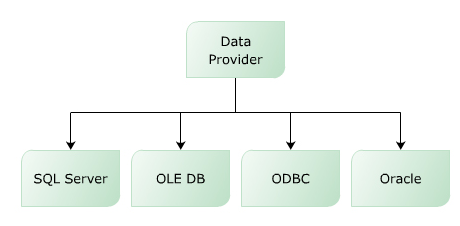 Data
Provider
SQL Server
OLE DB
ODBC
Oracle